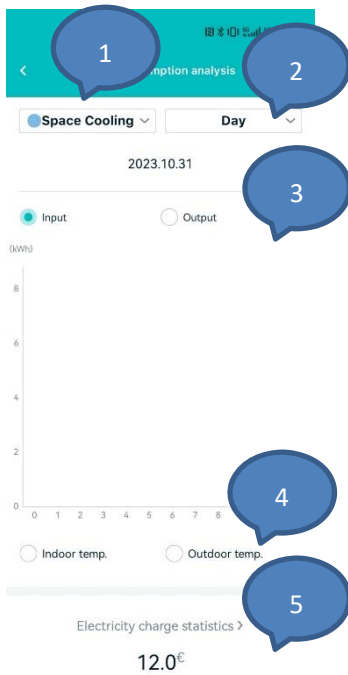 1
mption analysis
2
Space Cooling
Day
2023.10.31
3
Input
Output
(kWh)
8
6
4
2
0
0 1 2 3 4 5 6 7 8
4
Indoor temp.
Outdoor temp.
5
Electricity charge statistics >
12.0€